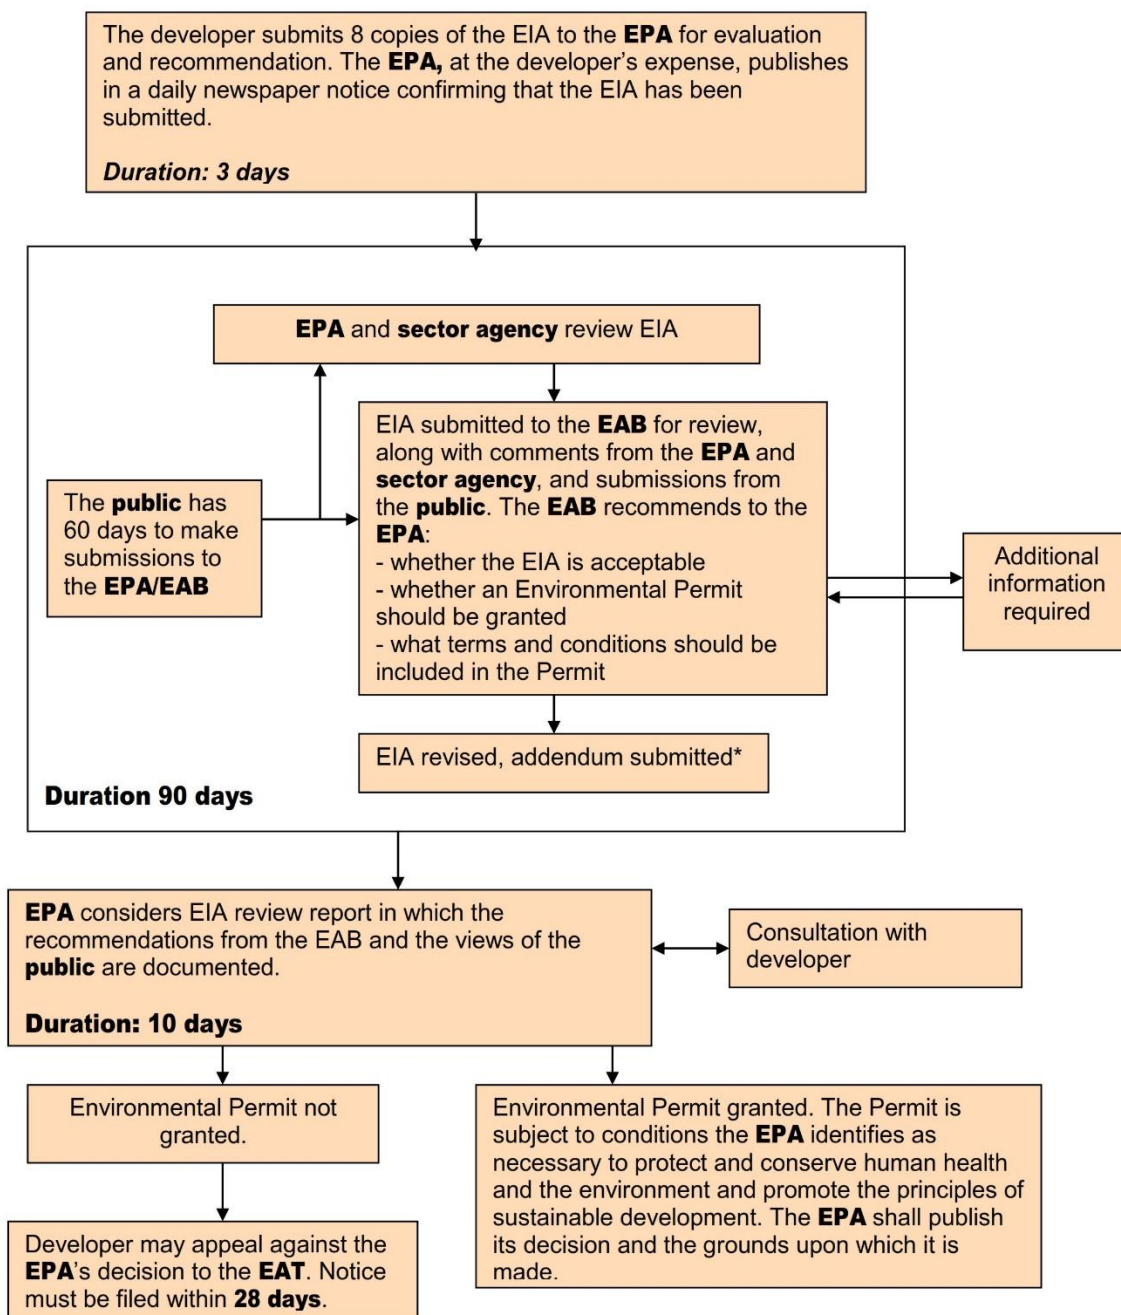 The developer submits 8 copies of the EIA to the EPA for evaluation
and recommendation. The EPA, at the developer’s expense, publishes
in a daily newspaper notice confirming that the EIA has been
submitted.
Duration: 3 days
EPA and sector agency review EIA
The public has
60 days to make
submissions to
the EPA/EAB
EIA submitted to the EAB for review,
along with comments from the EPA and
sector agency, and submissions from
the public. The EAB recommends to the
EPA:
- whether the EIA is acceptable
- whether an Environmental Permit
should be granted
- what terms and conditions should be
included in the Permit
Additional
information
required
EIA revised, addendum submitted*
Duration 90 days
EPA considers EIA review report in which the
recommendations from the EAB and the views of the
public are documented.
Duration: 10 days
Consultation with
developer
Environmental Permit not
granted.
Developer may appeal against the
EPA’s decision to the EAT. Notice
must be filed within 28 days.
Environmental Permit granted. The Permit is
subject to conditions the EPA identifies as
necessary to protect and conserve human health
and the environment and promote the principles of
sustainable development. The EPA shall publish
its decision and the grounds upon which it is
made.